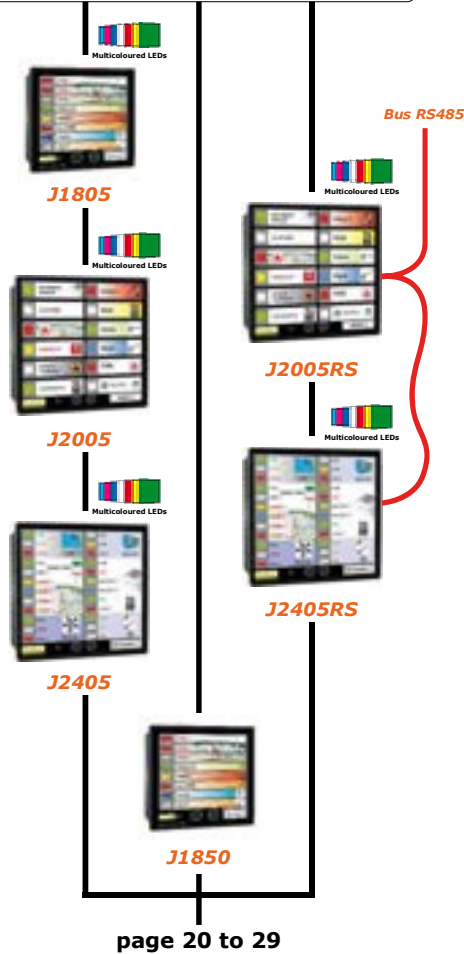 Multicoloured LEDs
J1805
Bus RS485
Multicoloured LEDs
Multicoloured LEDs
J2005RS
J2005
Multicoloured LEDs
Multicoloured LEDs
J2405RS
J2405
J1850
page 20 to 29